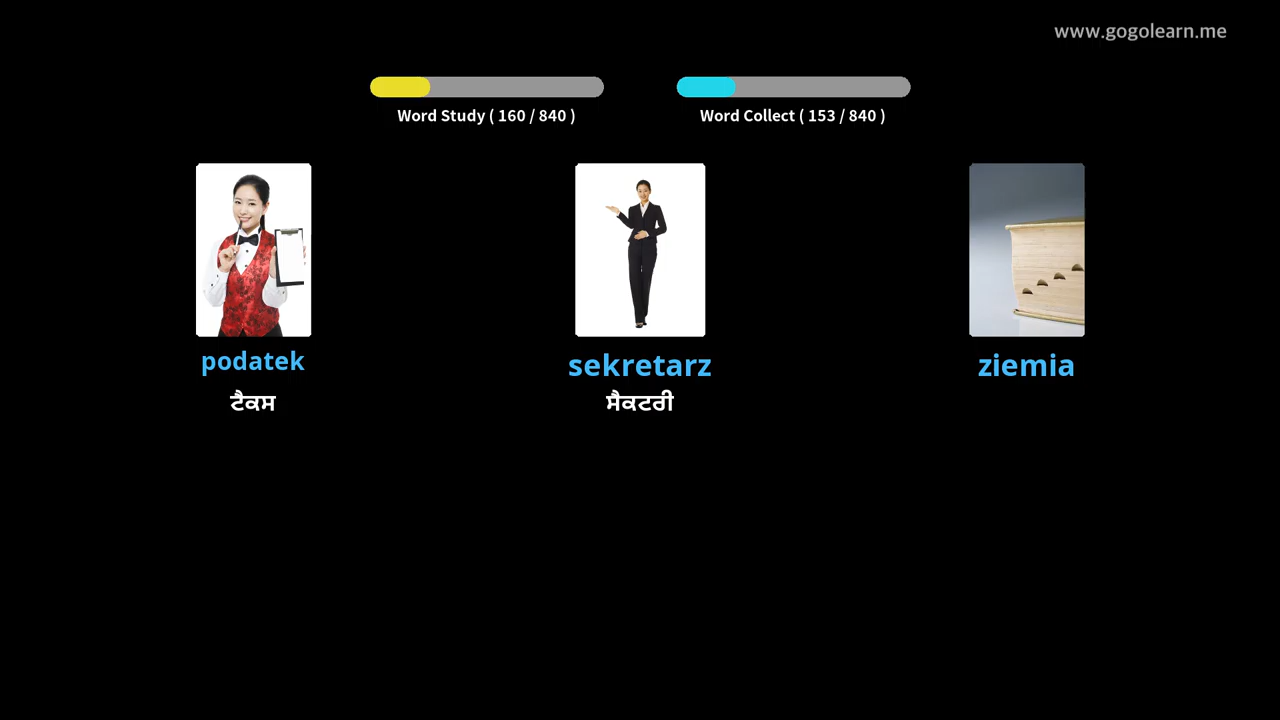 www.gogolearn.me
Word Study ( 160 / 840 )
Word Collect ( 153 / 840 )
podatek
sekretarz
ziemia
ਟੈਕਸ
ਸੈਕਟਰੀ